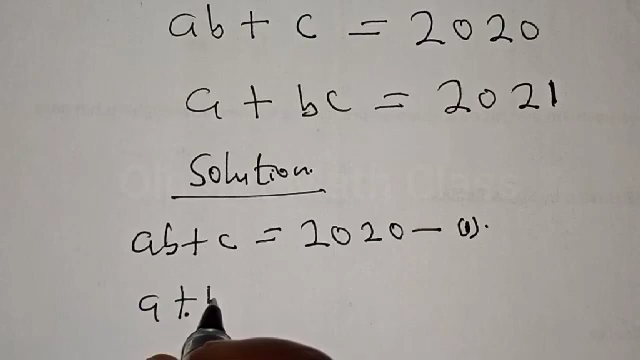 ab + c = 2020
a + bc = 2021
Solution.
ab + c = 2020 — (1).
a +